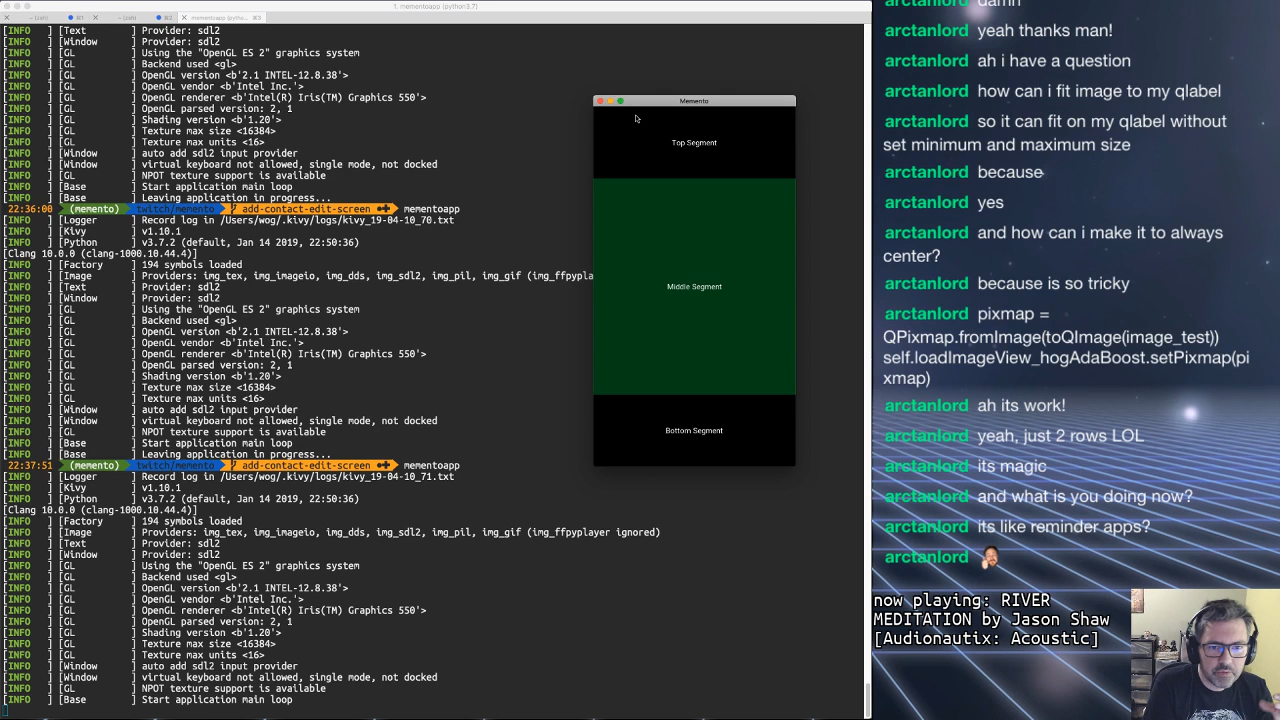 1. mementoapp (python3.7)
~ (zsh) ⌘1
~ (zsh) ⌘2
mementoapp (pytho... ⌘3
[INFO   ] [Text        ] Provider: sdl2
[INFO   ] [Window      ] Provider: sdl2
[INFO   ] [GL          ] Using the "OpenGL ES 2" graphics system
[INFO   ] [GL          ] Backend used <gl>
[INFO   ] [GL          ] OpenGL version <b'2.1 INTEL-12.8.38'>
[INFO   ] [GL          ] OpenGL vendor <b'Intel Inc.'>
[INFO   ] [GL          ] OpenGL renderer <b'Intel(R) Iris(TM) Graphics 550'>
[INFO   ] [GL          ] OpenGL parsed version: 2, 1
[INFO   ] [GL          ] Shading version <b'1.20'>
[INFO   ] [GL          ] Texture max size <16384>
[INFO   ] [GL          ] Texture max units <16>
[INFO   ] [Window      ] auto add sdl2 input provider
[INFO   ] [Window      ] virtual keyboard not allowed, single mode, not docked
[INFO   ] [GL          ] NPOT texture support is available
[INFO   ] [Base        ] Start application main loop
[INFO   ] [Base        ] Leaving application in progress...
22:36:00 (memento) twitch/memento add-contact-edit-screen mementoapp
[INFO   ] [Logger      ] Record log in /Users/wog/.kivy/logs/kivy_19-04-10_70.txt
[INFO   ] [Kivy        ] v1.10.1
[INFO   ] [Python      ] v3.7.2 (default, Jan 14 2019, 22:50:36)
[Clang 10.0.0 (clang-1000.10.44.4)]
[INFO   ] [Factory     ] 194 symbols loaded
[INFO   ] [Image       ] Providers: img_tex, img_imageio, img_dds, img_sdl2, img_pil, img_gif (img_ffpypla
[INFO   ] [Text        ] Provider: sdl2
[INFO   ] [Window      ] Provider: sdl2
[INFO   ] [GL          ] Using the "OpenGL ES 2" graphics system
[INFO   ] [GL          ] Backend used <gl>
[INFO   ] [GL          ] OpenGL version <b'2.1 INTEL-12.8.38'>
[INFO   ] [GL          ] OpenGL vendor <b'Intel Inc.'>
[INFO   ] [GL          ] OpenGL renderer <b'Intel(R) Iris(TM) Graphics 550'>
[INFO   ] [GL          ] OpenGL parsed version: 2, 1
[INFO   ] [GL          ] Shading version <b'1.20'>
[INFO   ] [GL          ] Texture max size <16384>
[INFO   ] [GL          ] Texture max units <16>
[INFO   ] [Window      ] auto add sdl2 input provider
[INFO   ] [Window      ] virtual keyboard not allowed, single mode, not docked
[INFO   ] [GL          ] NPOT texture support is available
[INFO   ] [Base        ] Start application main loop
[INFO   ] [Base        ] Leaving application in progress...
22:37:51 (memento) twitch/memento add-contact-edit-screen mementoapp
[INFO   ] [Logger      ] Record log in /Users/wog/.kivy/logs/kivy_19-04-10_71.txt
[INFO   ] [Kivy        ] v1.10.1
[INFO   ] [Python      ] v3.7.2 (default, Jan 14 2019, 22:50:36)
[Clang 10.0.0 (clang-1000.10.44.4)]
[INFO   ] [Factory     ] 194 symbols loaded
[INFO   ] [Image       ] Providers: img_tex, img_imageio, img_dds, img_sdl2, img_pil, img_gif (img_ffpyplayer ignored)
[INFO   ] [Text        ] Provider: sdl2
[INFO   ] [Window      ] Provider: sdl2
[INFO   ] [GL          ] Using the "OpenGL ES 2" graphics system
[INFO   ] [GL          ] Backend used <gl>
[INFO   ] [GL          ] OpenGL version <b'2.1 INTEL-12.8.38'>
[INFO   ] [GL          ] OpenGL vendor <b'Intel Inc.'>
[INFO   ] [GL          ] OpenGL renderer <b'Intel(R) Iris(TM) Graphics 550'>
[INFO   ] [GL          ] OpenGL parsed version: 2, 1
[INFO   ] [GL          ] Shading version <b'1.20'>
[INFO   ] [GL          ] Texture max size <16384>
[INFO   ] [GL          ] Texture max units <16>
[INFO   ] [Window      ] auto add sdl2 input provider
[INFO   ] [Window      ] virtual keyboard not allowed, single mode, not docked
[INFO   ] [GL          ] NPOT texture support is available
[INFO   ] [Base        ] Start application main loop
Memento
Top Segment
Middle Segment
Bottom Segment
arctanlord damn
arctanlord yeah thanks man!
arctanlord ah i have a question
arctanlord how can i fit image to my qlabel
arctanlord so it can fit on my qlabel without
set minimum and maximum size
arctanlord because
arctanlord yes
arctanlord and how can i make it to always
center?
arctanlord because is so tricky
arctanlord pixmap =
QPixmap.fromImage(toQImage(image_test))
self.loadImageView_hogAdaBoost.setPixmap(pi
xmap)
arctanlord ah its work!
arctanlord yeah, just 2 rows LOL
arctanlord its magic
arctanlord and what is you doing now?
arctanlord its like reminder apps?
arctanlord
now playing: RIVER
MEDITATION by Jason Shaw
[Audionautix: Acoustic]